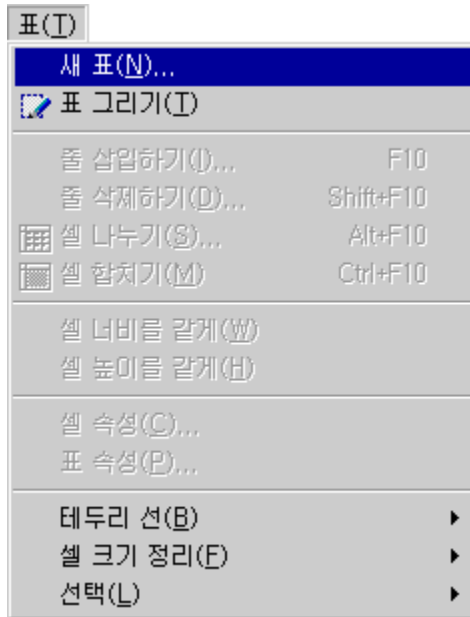 표(T)
새 표(N)...
표 그리기(T)
줄 삽입하기(I)... F10
줄 삭제하기(D)... Shift+F10
셀 나누기(S)... Alt+F10
셀 합치기(M) Ctrl+F10
셀 너비를 같게(W)
셀 높이를 같게(H)
셀 속성(C)...
표 속성(P)...
테두리 선(B)
셀 크기 정리(F)
선택(L)